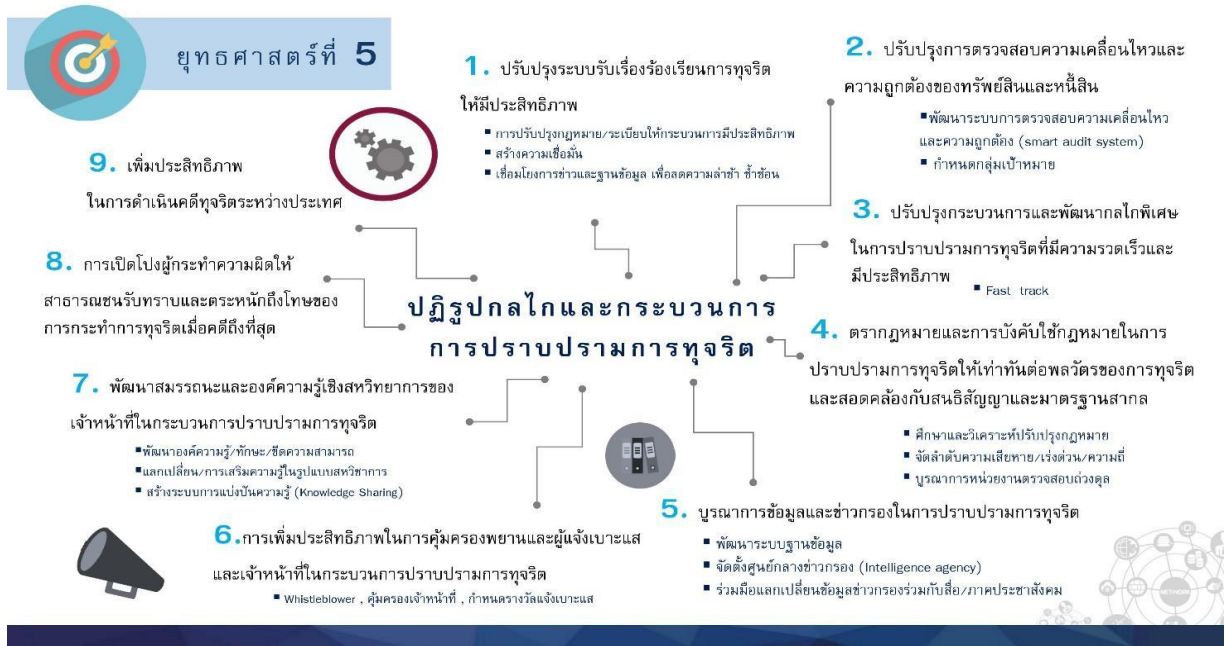 ยุทธศาสตร์ที่ 5
1. ปรับปรุงระบบรับเรื่องร้องเรียนการทุจริต
ให้มีประสิทธิภาพ
▪ การปรับปรุงกฎหมาย/ระเบียบให้กระบวนการมีประสิทธิภาพ
▪ สร้างความเชื่อมั่น
▪ เชื่อมโยงการข่าวและฐานข้อมูล เพื่อลดความล่าช้า ซ้ำซ้อน
2. ปรับปรุงการตรวจสอบความเคลื่อนไหวและ
ความถูกต้องของทรัพย์สินและหนี้สิน
▪พัฒนาระบบการตรวจสอบความเคลื่อนไหว
และความถูกต้อง (smart audit system)
▪ กำหนดกลุ่มเป้าหมาย
3. ปรับปรุงกระบวนการและพัฒนากลไกพิเศษ
ในการปราบปรามการทุจริตที่มีความรวดเร็วและ
มีประสิทธิภาพ
▪ Fast track
ปฏิรูปกลไกและกระบวนการ
การปราบปรามการทุจริต
4. ตรากฎหมายและการบังคับใช้กฎหมายในการ
ปราบปรามการทุจริตให้เท่าทันต่อพลวัตรของการทุจริต
และสอดคล้องกับสนธิสัญญาและมาตรฐานสากล
▪ ศึกษาและวิเคราะห์ปรับปรุงกฎหมาย
▪ จัดลำดับความเสียหาย/เร่งด่วน/ความถี่
▪ บูรณาการหน่วยงานตรวจสอบถ่วงดุล
5. บูรณาการข้อมูลและข่าวกรองในการปราบปรามการทุจริต
▪ พัฒนาระบบฐานข้อมูล
▪ จัดตั้งศูนย์กลางข่าวกรอง (Intelligence agency)
▪ ร่วมมือแลกเปลี่ยนข้อมูลข่าวกรองร่วมกับสื่อ/ภาคประชาสังคม
6.การเพิ่มประสิทธิภาพในการคุ้มครองพยานและผู้แจ้งเบาะแส
และเจ้าหน้าที่ในกระบวนการปราบปรามการทุจริต
▪ Whistleblower , คุ้มครองเจ้าหน้าที่ , กำหนดรางวัลแจ้งเบาะแส
7. พัฒนาสมรรถนะและองค์ความรู้เชิงสหวิทยาการของ
เจ้าหน้าที่ในกระบวนการปราบปรามการทุจริต
▪พัฒนาองค์ความรู้/ทักษะ/ขีดความสามารถ
▪แลกเปลี่ยน/การเสริมความรู้ในรูปแบบสหวิชาการ
▪ สร้างระบบการแบ่งปันความรู้ (Knowledge Sharing)
8. การเปิดโปงผู้กระทำความผิดให้
สาธารณชนรับทราบและตระหนักถึงโทษของ
การกระทำการทุจริตเมื่อคดีถึงที่สุด
9. เพิ่มประสิทธิภาพ
ในการดำเนินคดีทุจริตระหว่างประเทศ
NETWORK